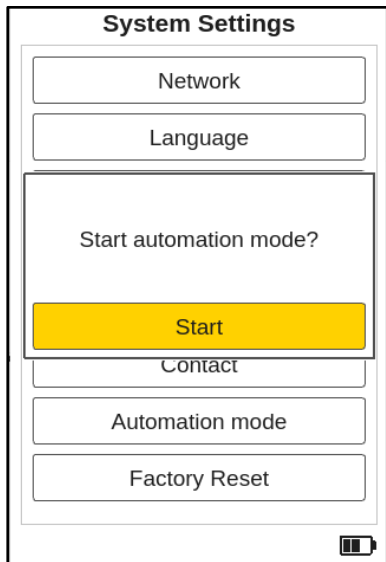 System Settings
Network
Language
Start automation mode?
Start
Contact
Automation mode
Factory Reset